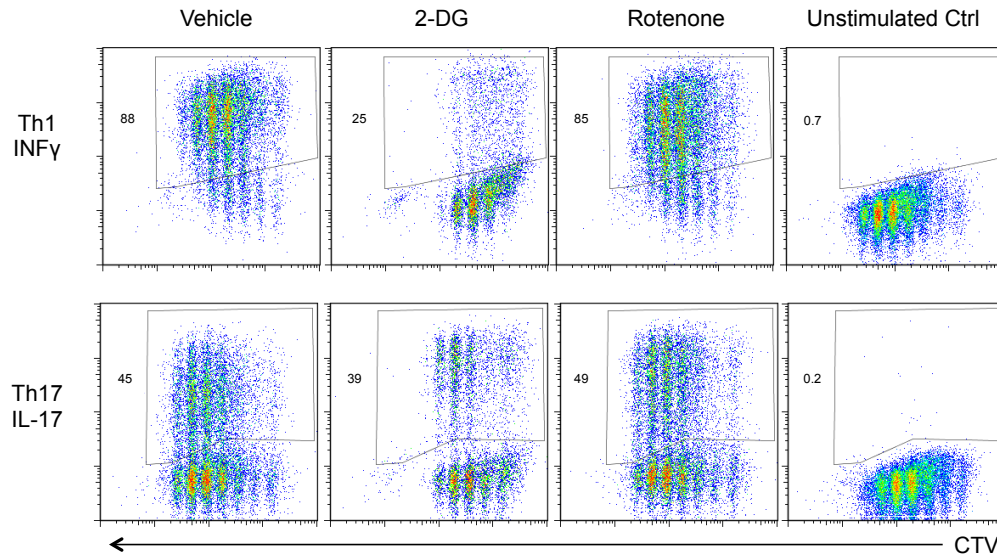 Vehicle 2-DG Rotenone Unstimulated Ctrl
Th1
INFγ
88 25 85 0.7
Th17
IL-17
45 39 49 0.2
CTV